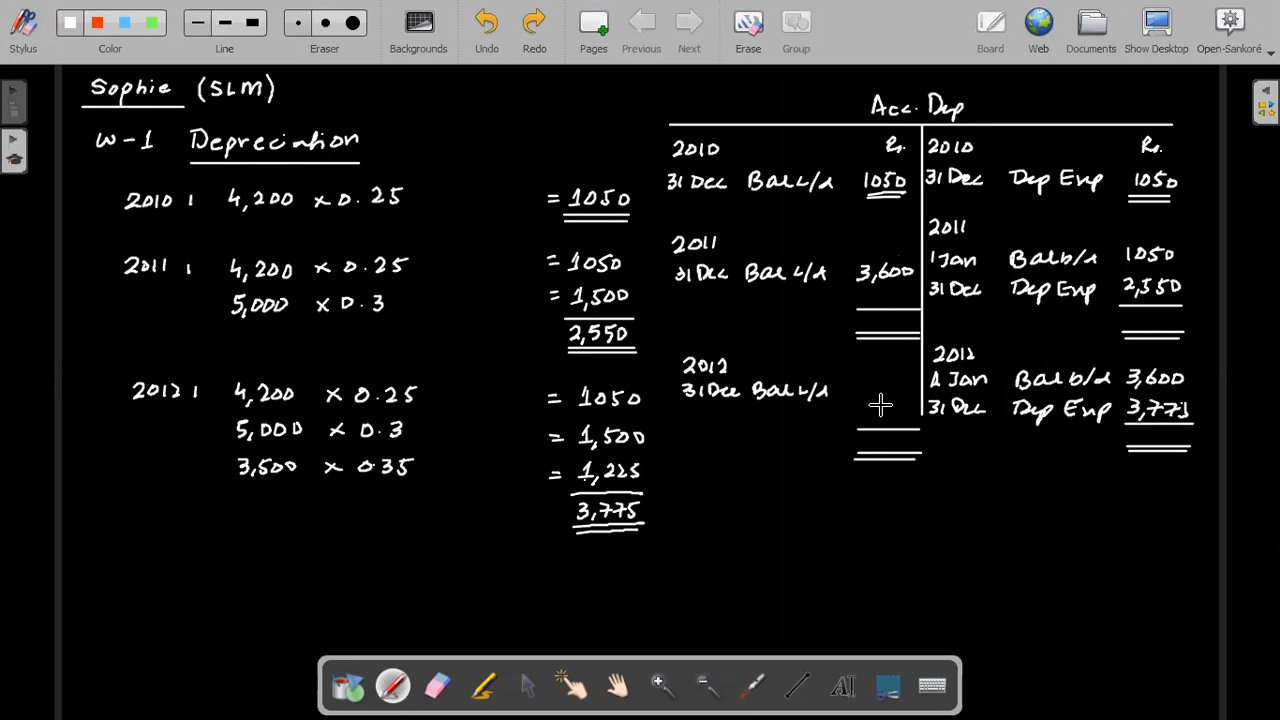 Stylus Color Line Eraser Backgrounds Undo Redo Pages Previous Next Erase Group Board Web Documents Show Desktop Open-Sankoré
Sophie (SLM)
W-1 Depreciation
2010 : 4,200 x 0.25 = 1050
2011 : 4,200 x 0.25 = 1050
5,000 x 0.3 = 1,500
2,550
2012 : 4,200 x 0.25 = 1050
5,000 x 0.3 = 1,500
3,500 x 0.35 = 1,225
3,775
Acc. Dep
2010 Rs. 2010 Rs.
31 Dec Bal c/d 1050 31 Dec Dep Exp 1050
2011
2011
1 Jan Bal b/d 1050
31 Dec Bal c/d 3,600 31 Dec Dep Exp 2,550
2012
2012
1 Jan Bal b/d 3,600
31 Dec Bal c/d
31 Dec Dep Exp 3,775
AI